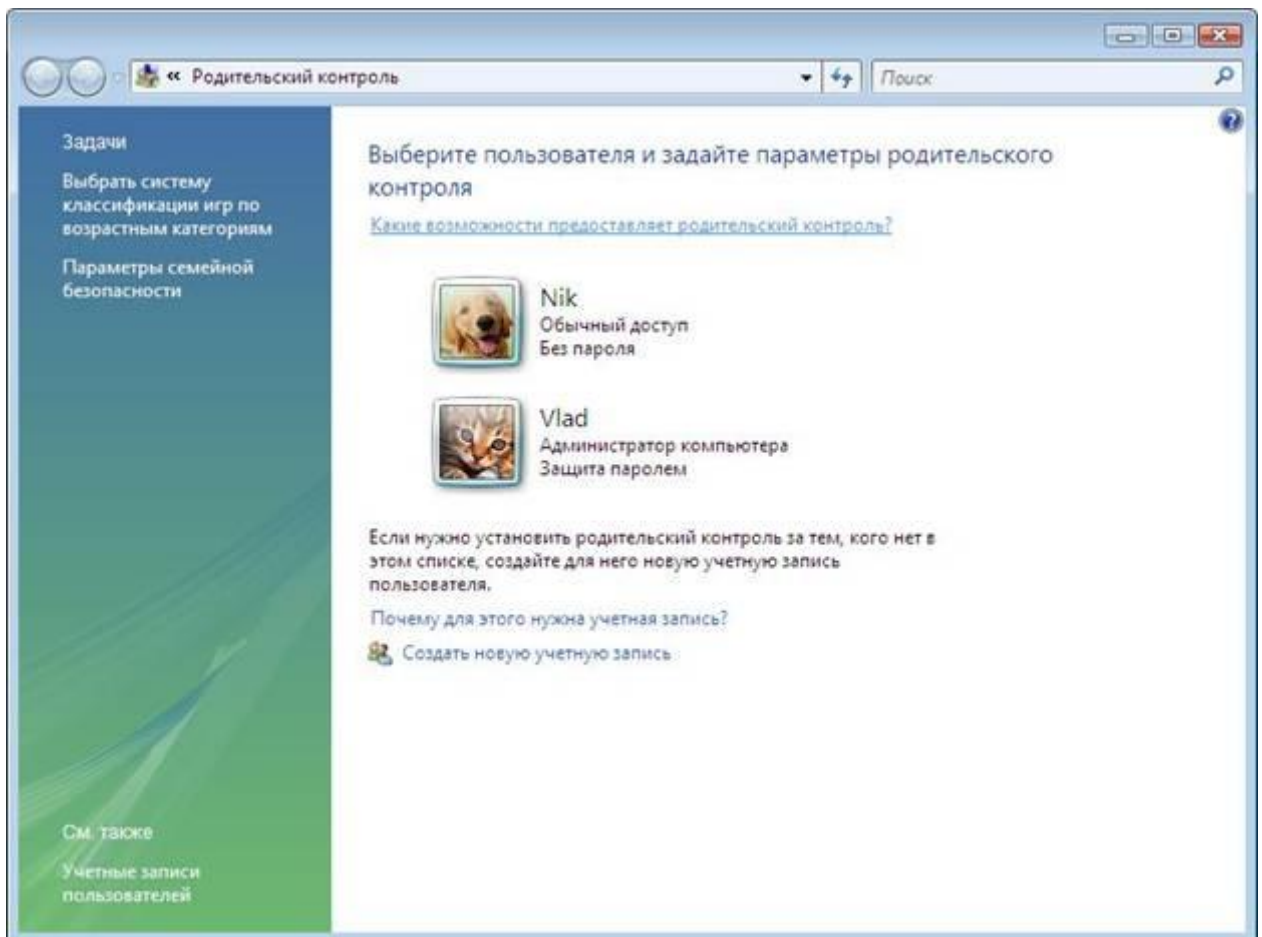 « Родительский контроль
Поиск
Задачи
Выбрать систему
классификации игр по
возрастным категориям
Параметры семейной
безопасности
Выберите пользователя и задайте параметры родительского
контроля
Какие возможности предоставляет родительский контроль?
Nik
Обычный доступ
Без пароля
Vlad
Администратор компьютера
Защита паролем
Если нужно установить родительский контроль за тем, кого нет в
этом списке, создайте для него новую учетную запись
пользователя.
Почему для этого нужна учетная запись?
Создать новую учетную запись
См. также
Учетные записи
пользователей